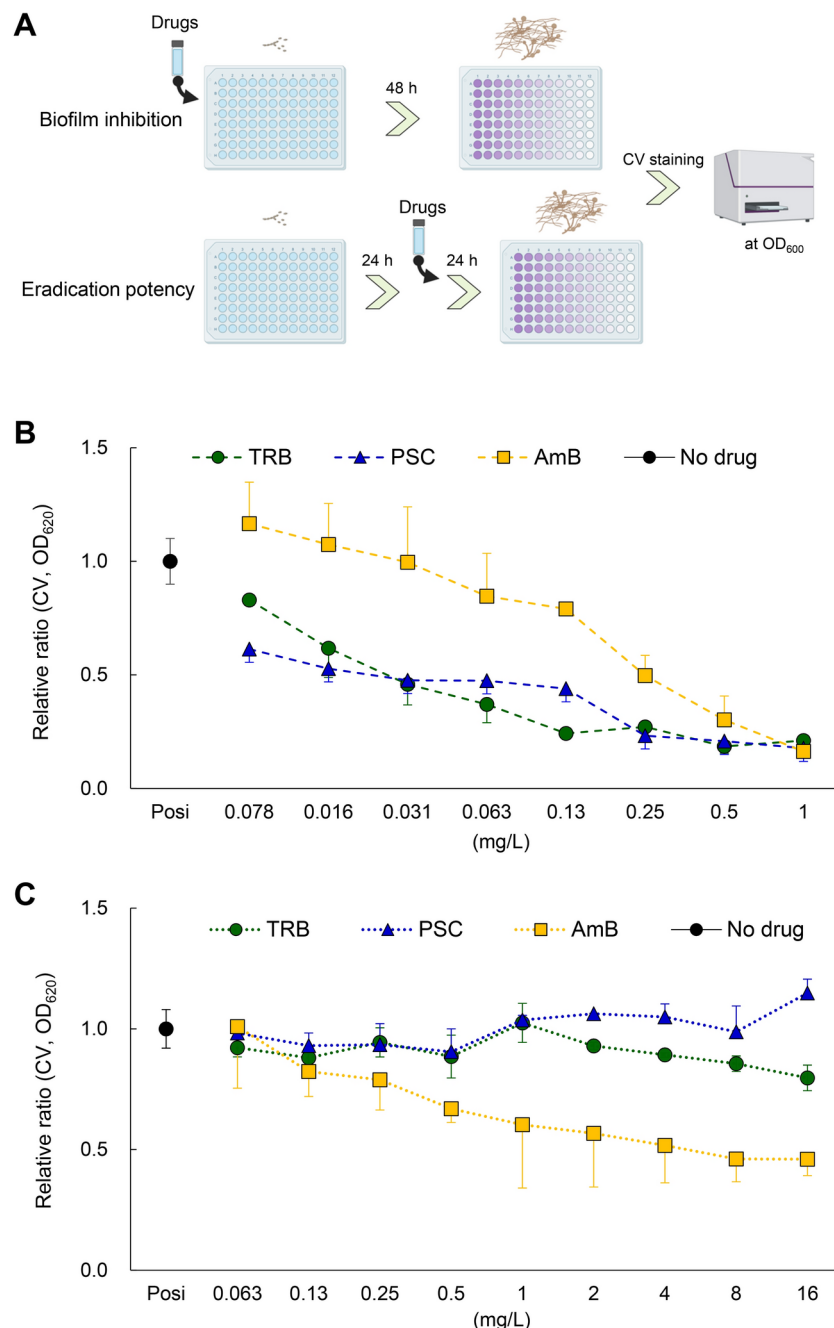 A
Drugs
Biofilm inhibition
48 h
CV staining
at OD600
Drugs
Eradication potency
24 h
24 h
B
TRB
PSC
AmB
No drug
Relative ratio (CV, OD620)
1.5
1.0
0.5
0.0
Posi 0.078 0.016 0.031 0.063 0.13 0.25 0.5 1
(mg/L)
C
TRB
PSC
AmB
No drug
Relative ratio (CV, OD620)
1.5
1.0
0.5
0.0
Posi 0.063 0.13 0.25 0.5 1 2 4 8 16
(mg/L)